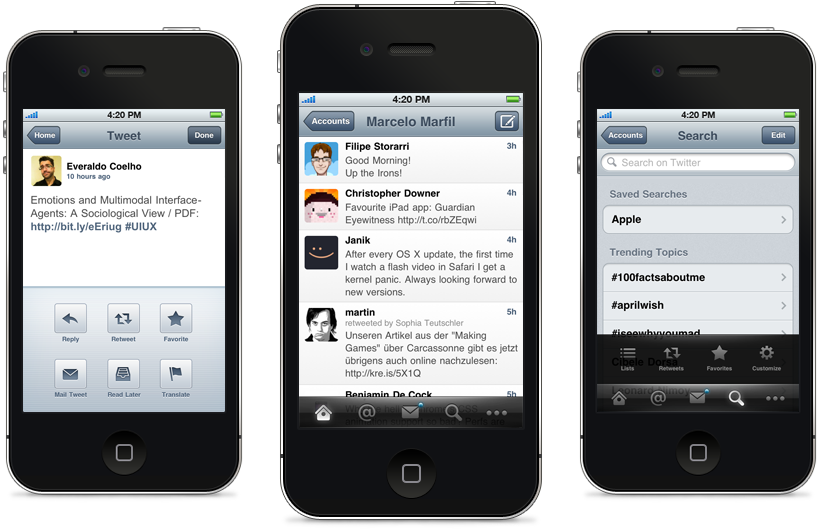 4:20 PM
Home
Tweet
Done
Everaldo Coelho
10 hours ago
Emotions and Multimodal Interface-
Agents: A Sociological View / PDF:
http://bit.ly/eEriug #UIUX
Reply
Retweet
Favorite
Mail Tweet
Read Later
Translate
4:20 PM
Accounts
Marcelo Marfil
Filipe Storarri
3h
Good Morning!
Up the Irons!
Christopher Downer
4h
Favourite iPad app: Guardian
Eyewitness http://t.co/rbZEqwi
Janik
4h
After every OS X update, the first time
I watch a flash video in Safari I get a
kernel panic. Always looking forward to
new versions.
martin
5h
retweeted by Sophia Teutschler
Unseren Artikel aus der "Making
Games" über Carcassonne gibt es jetzt
übrigens auch online nachzulesen:
http://kre.is/5X1Q
Benjamin De Cock
5h
4:20 PM
Accounts
Search
Edit
Search on Twitter
Saved Searches
Apple
Trending Topics
#100factsaboutme
#aprilwish
#iseewhyyoumad
Cibele Dorsa
Lists
Retweets
Favorites
Customize